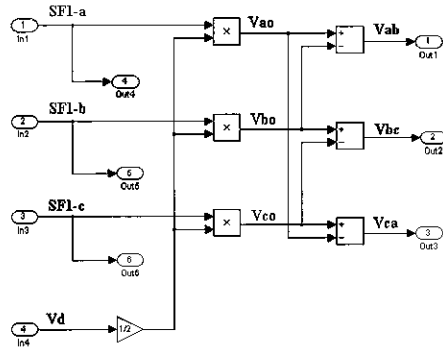 SF1-a
1
In1
×
Vao
+
−
Vab
1
Out1
4
Out4
SF1-b
2
In2
×
Vbo
+
−
Vbc
2
Out2
5
Out5
SF1-c
3
In3
×
Vco
+
−
Vca
3
Out3
6
Out6
Vd
4
In4
1/2